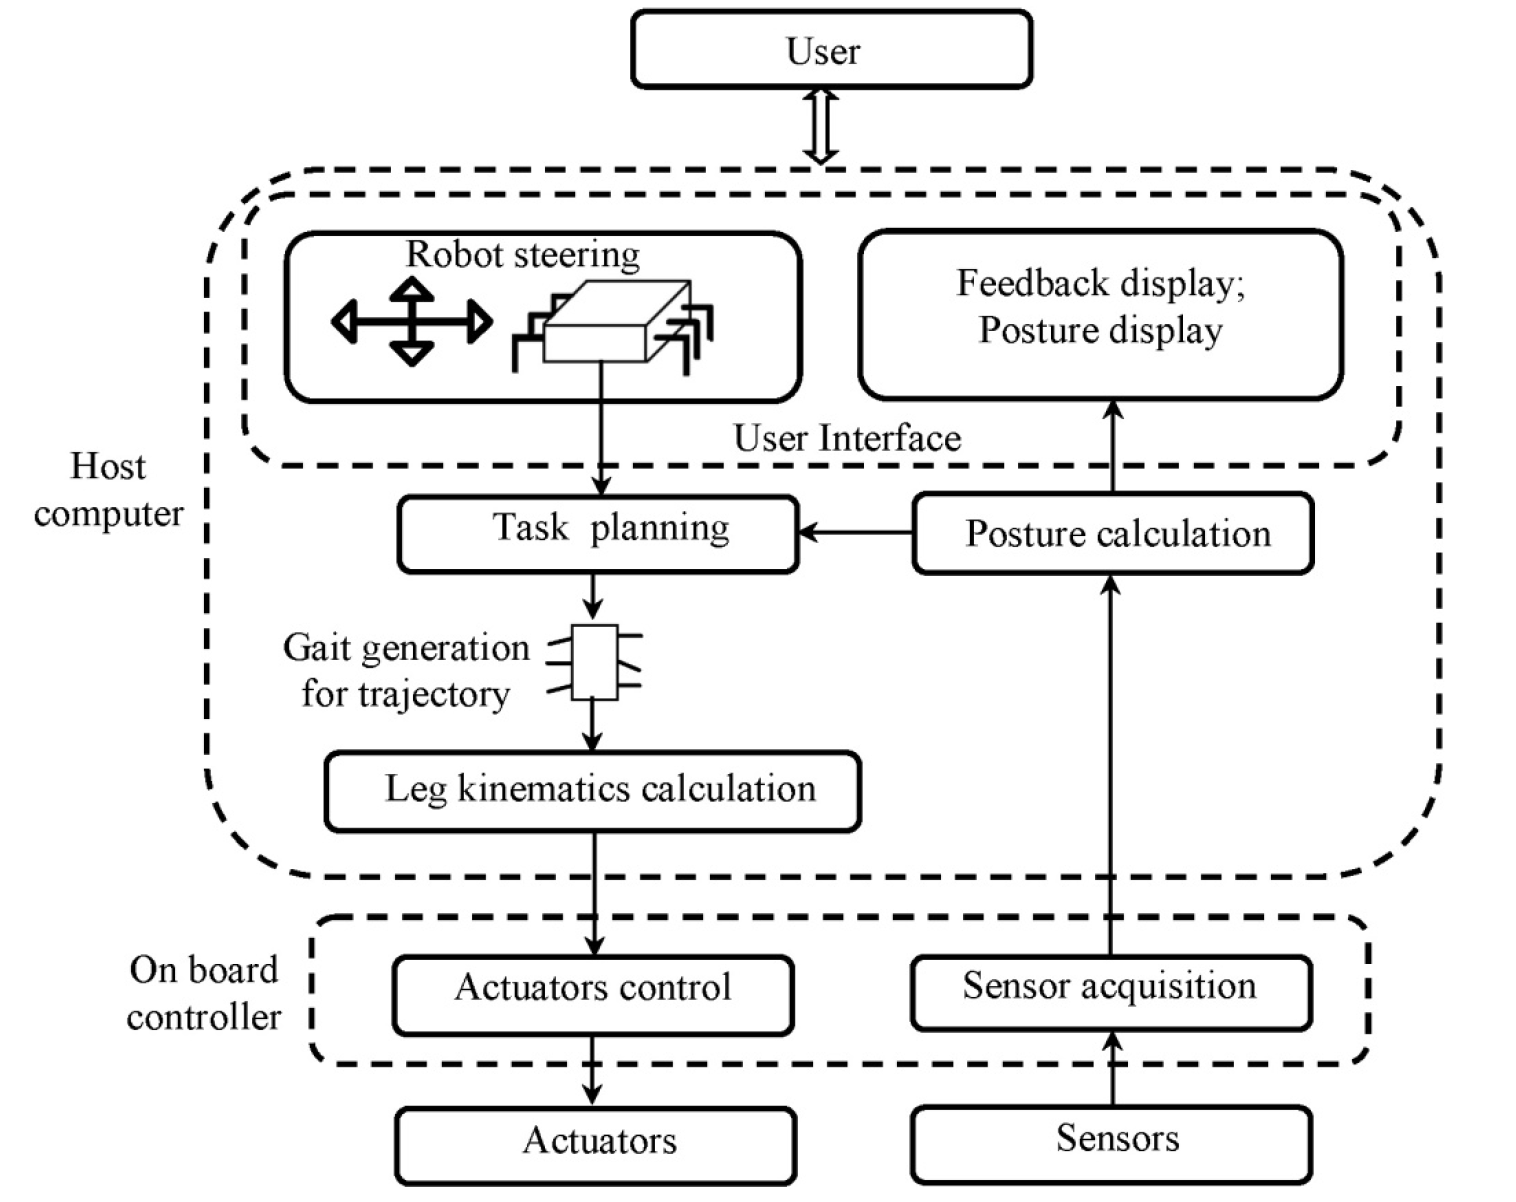 User
Robot steering
Feedback display;
Posture display
User Interface
Host
computer
Task planning
Posture calculation
Gait generation
for trajectory
Leg kinematics calculation
On board
controller
Actuators control
Sensor acquisition
Actuators
Sensors